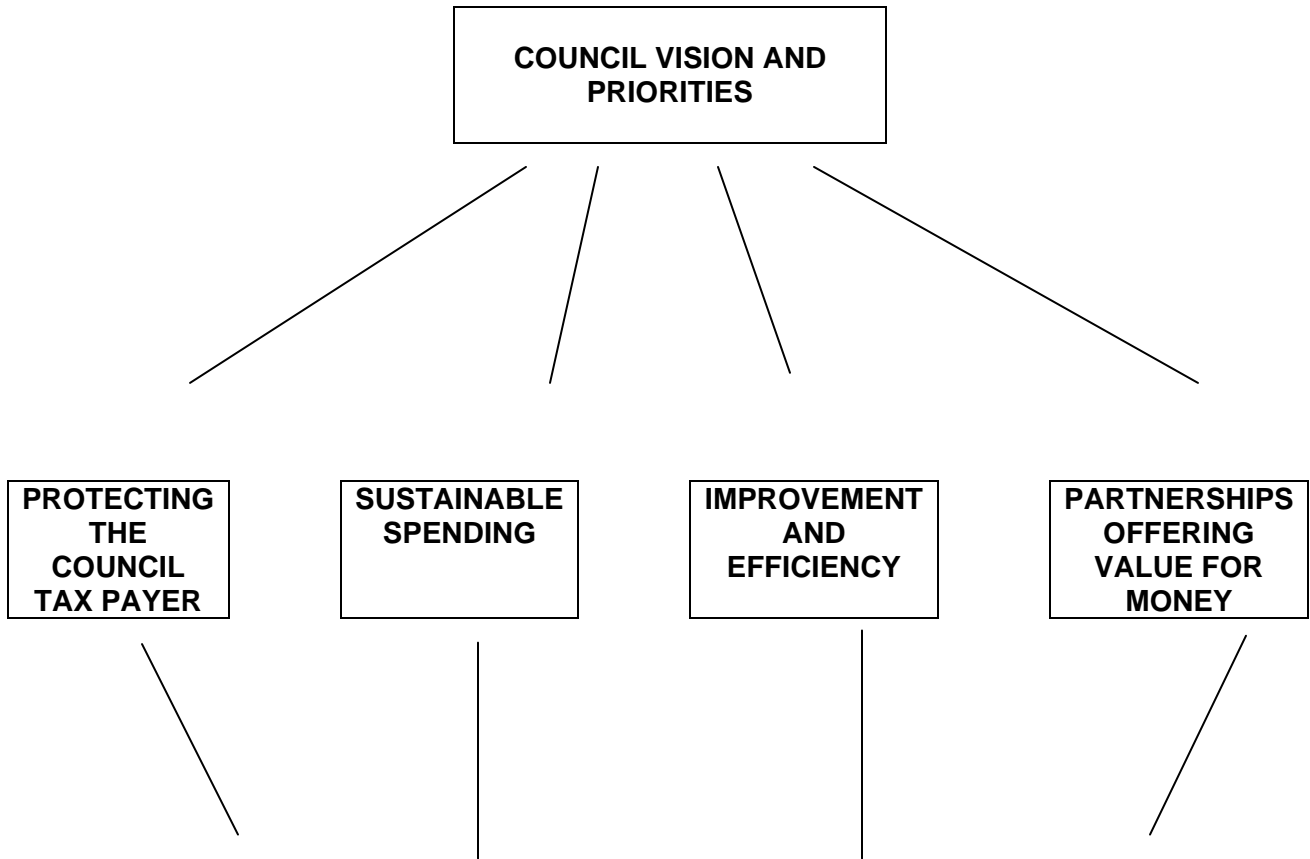 COUNCIL VISION AND
PRIORITIES
PROTECTING
THE
COUNCIL
TAX PAYER
SUSTAINABLE
SPENDING
IMPROVEMENT
AND
EFFICIENCY
PARTNERSHIPS
OFFERING
VALUE FOR
MONEY